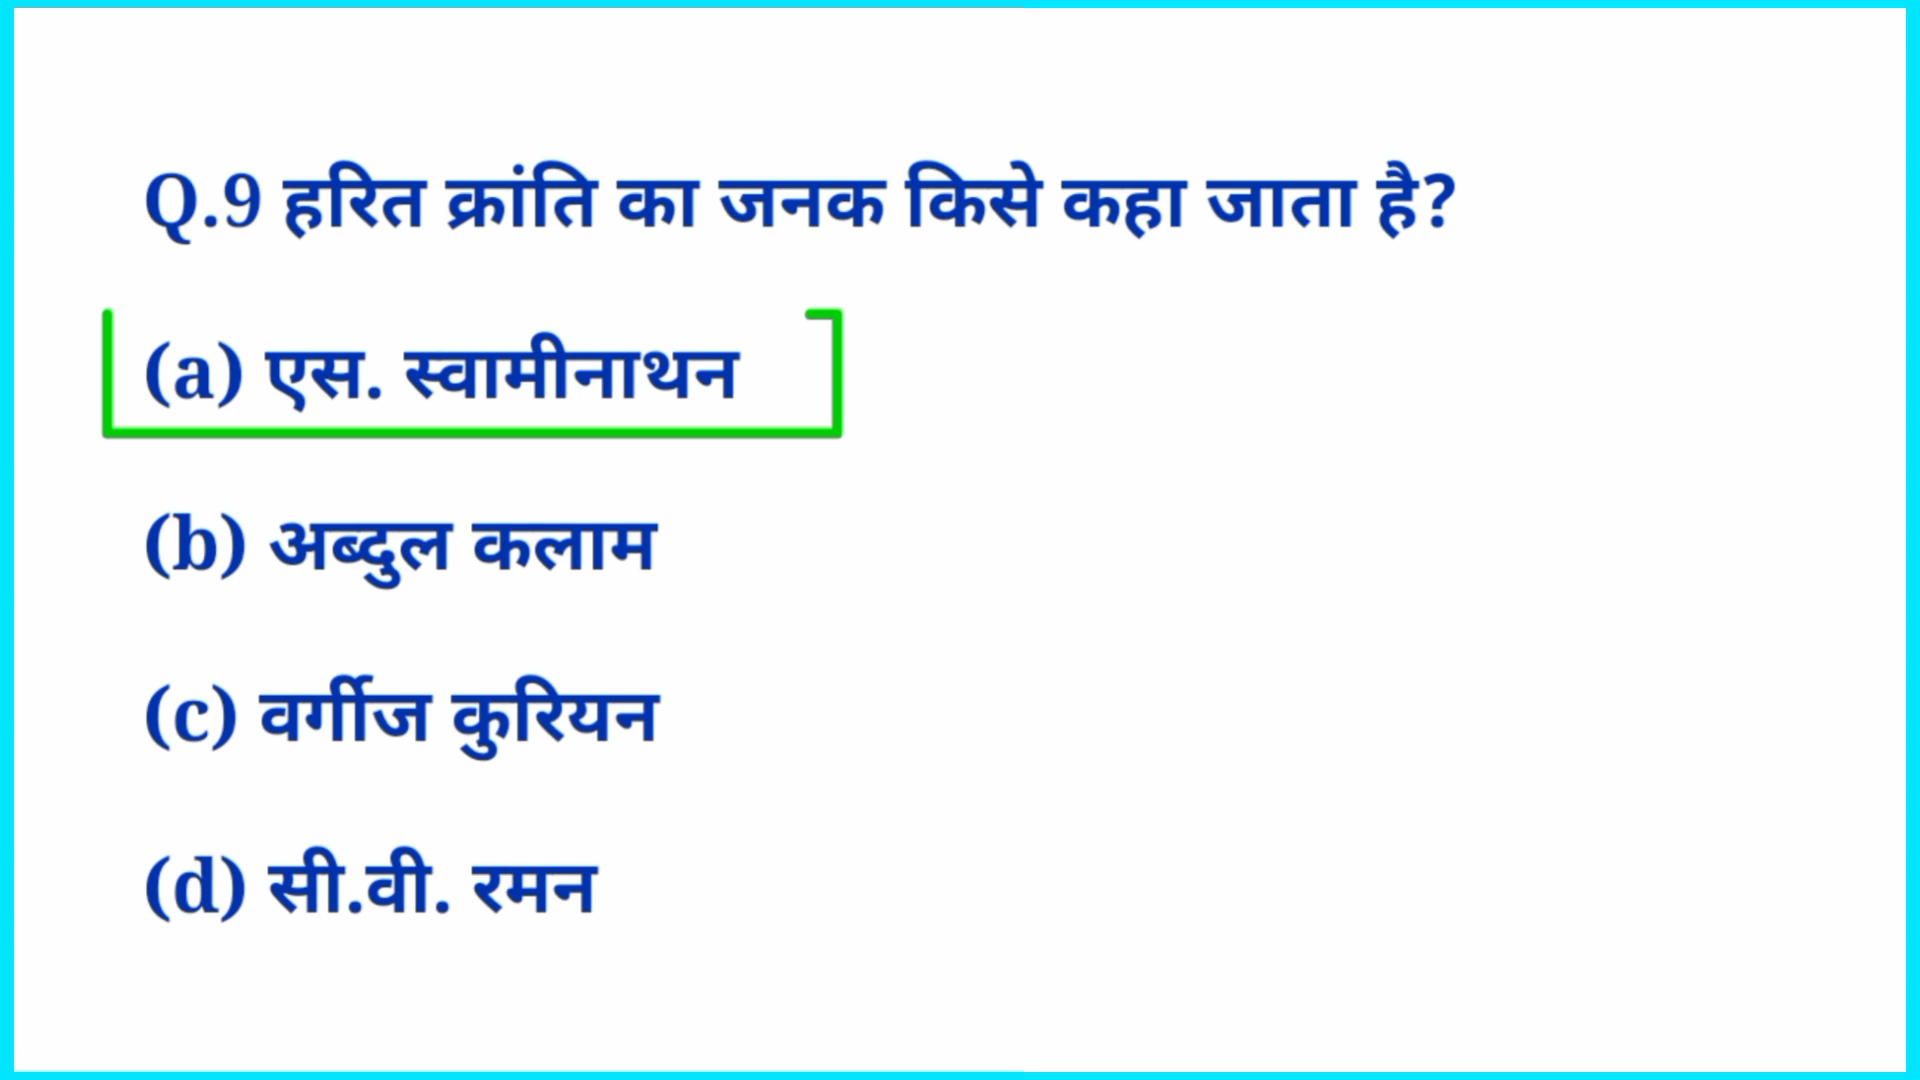 Q.9 हरित क्रांति का जनक किसे कहा जाता है?
(a) एस. स्वामीनाथन
(b) अब्दुल कलाम
(c) वर्गीज कुरियन
(d) सी.वी. रमन